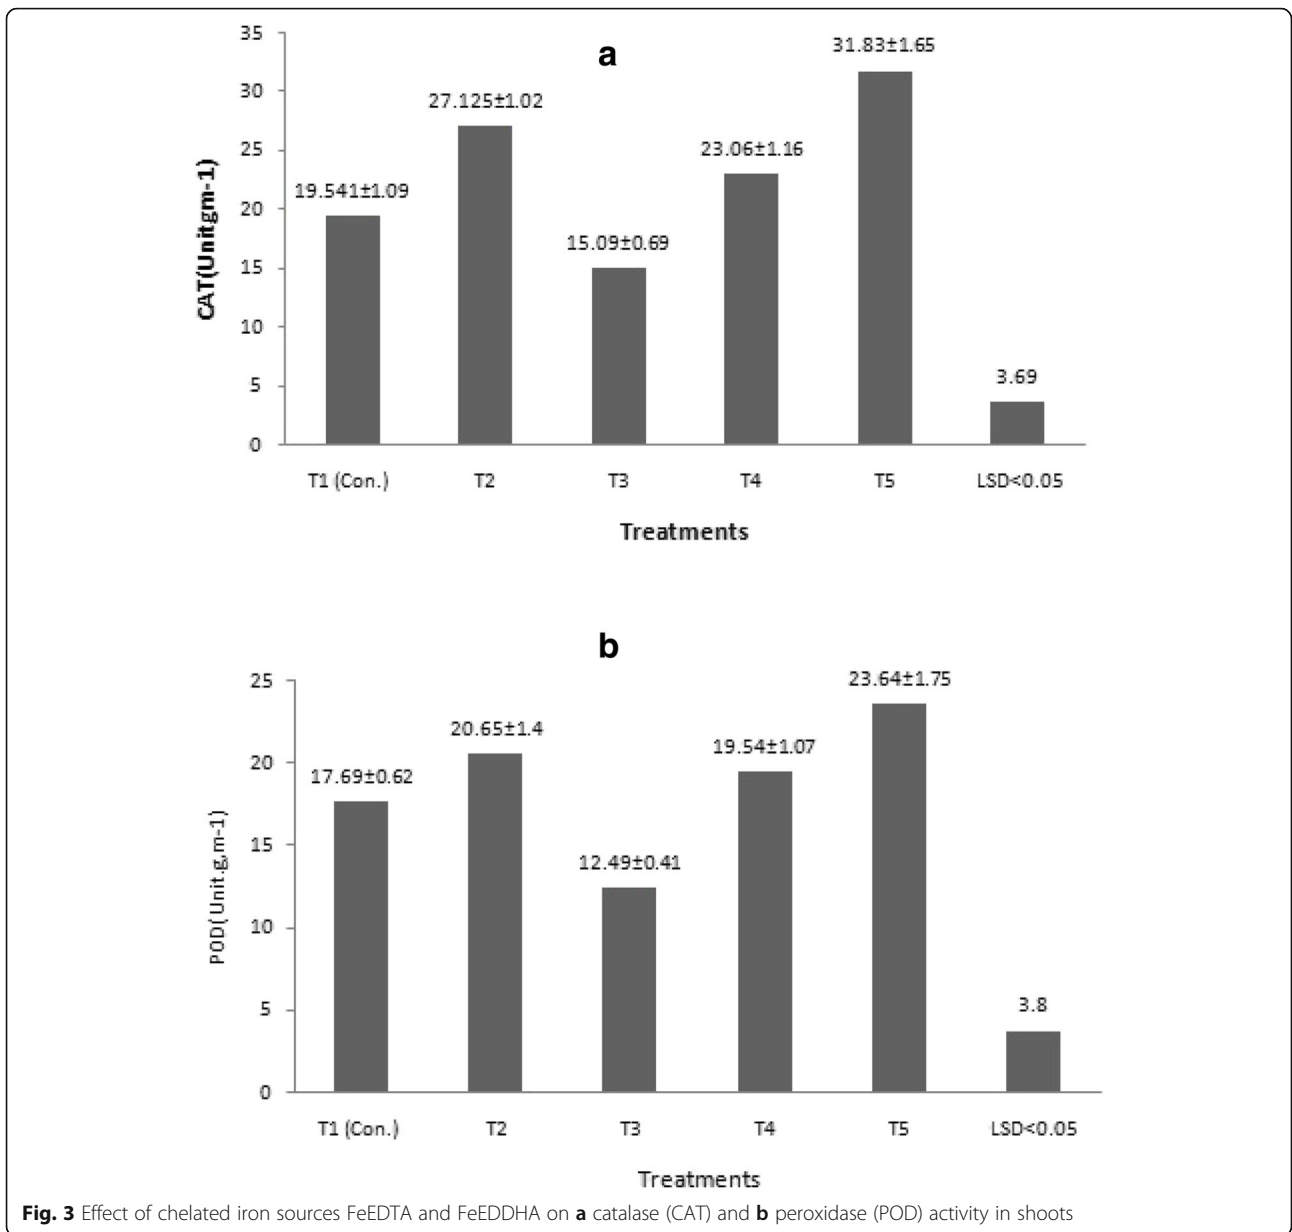 a
35
30
25
20
15
10
5
0
CAT(Unitgm-1)
19.541±1.09
27.125±1.02
15.09±0.69
23.06±1.16
31.83±1.65
3.69
T1 (Con.) T2 T3 T4 T5 LSD<0.05
Treatments
b
25
20
15
10
5
0
POD(Unit.g,m-1)
17.69±0.62
20.65±1.4
12.49±0.41
19.54±1.07
23.64±1.75
3.8
T1 (Con.) T2 T3 T4 T5 LSD<0.05
Treatments
Fig. 3 Effect of chelated iron sources FeEDTA and FeEDDHA on a catalase (CAT) and b peroxidase (POD) activity in shoots